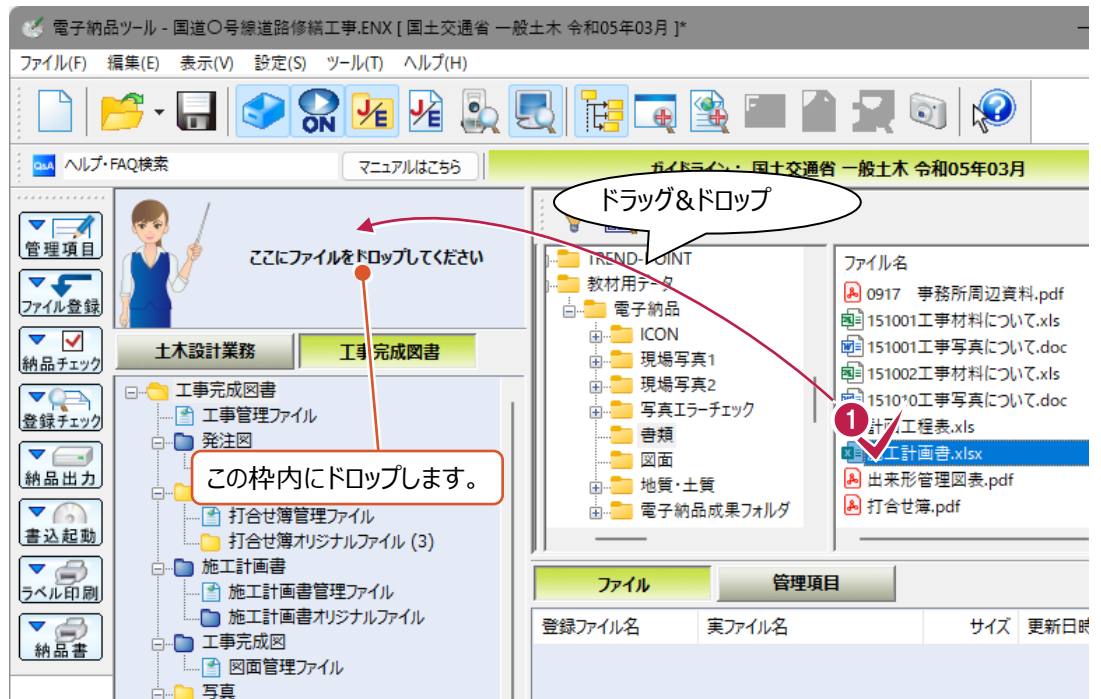 電子納品ツール - 国道〇号線道路修繕工事.ENX [ 国土交通省 一般土木 令和05年03月 ]*
ファイル(F) 編集(E) 表示(V) 設定(S) ツール(T) ヘルプ(H)
ON
J/E
J/E
Q&A ヘルプ・FAQ検索
マニュアルはこちら
ガイドライン： 国土交通省 一般土木 令和05年03月
管理項目
ファイル登録
納品チェック
登録チェック
納品出力
書込起動
ラベル印刷
納品書
ここにファイルをドロップしてください
土木設計業務
工事完成図書
工事完成図書
工事管理ファイル
発注図
この枠内にドロップします。
打合せ簿管理ファイル
打合せ簿オリジナルファイル (3)
施工計画書
施工計画書管理ファイル
施工計画書オリジナルファイル
工事完成図
図面管理ファイル
写真
ドラッグ&ドロップ
TREND-POINT
教材用データ
電子納品
ICON
現場写真1
現場写真2
写真エラーチェック
書類
図面
地質・土質
電子納品成果フォルダ
ファイル名
0917 事務所周辺資料.pdf
151001工事材料について.xls
151001工事写真について.doc
151002工事材料について.xls
151010工事写真について.doc
計画工程表.xls
1
施工計画書.xlsx
出来形管理図表.pdf
打合せ簿.pdf
ファイル
管理項目
登録ファイル名
実ファイル名
サイズ
更新日時